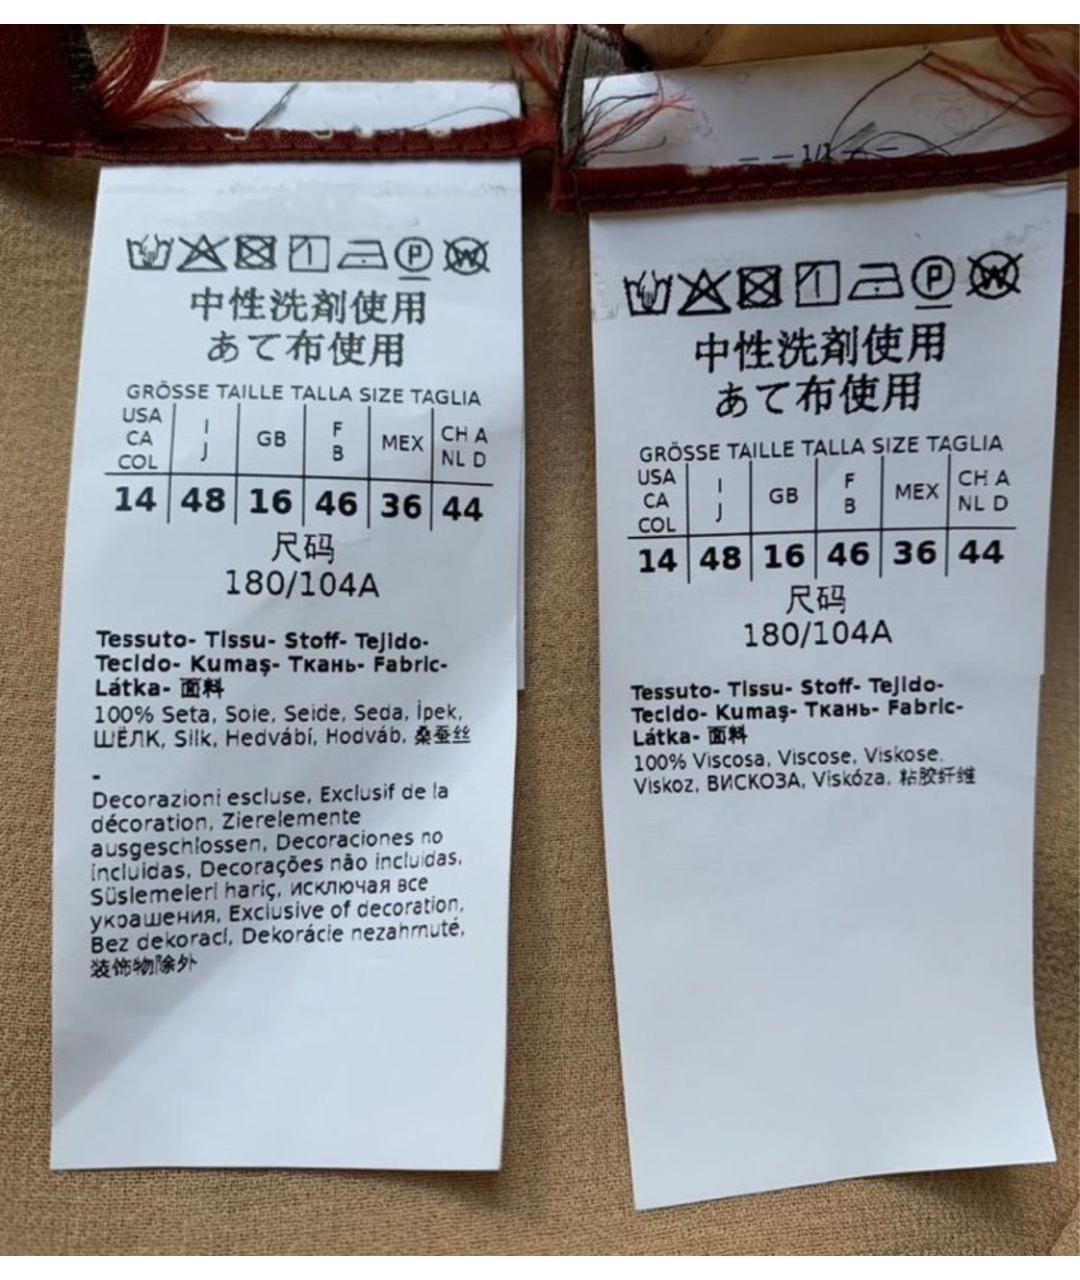 中性洗剤使用
あて布使用
GRÖSSE TAILLE TALLA SIZE TAGLIA
USA CA COL | I J | GB | F B | MEX | CH A NL D
14 | 48 | 16 | 46 | 36 | 44
尺码
180/104A
Tessuto- Tissu- Stoff- Tejido-
Tecido- Kumaş- Ткань- Fabric-
Látka- 面料
100% Seta, Soie, Seide, Seda, İpek,
ШЁЛК, Silk, Hedvábí, Hodváb, 桑蚕丝
-
Decorazioni escluse, Exclusif de la
décoration, Zierelemente
ausgeschlossen, Decoraciones no
incluidas, Decorações não incluidas,
Süslemeleri hariç, исключая все
украшения, Exclusive of decoration,
Bez dekorací, Dekorácie nezahrnuté,
装饰物除外
1/1
中性洗剤使用
あて布使用
GRÖSSE TAILLE TALLA SIZE TAGLIA
USA CA COL | I J | GB | F B | MEX | CH A NL D
14 | 48 | 16 | 46 | 36 | 44
尺码
180/104A
Tessuto- Tissu- Stoff- Tejido-
Tecido- Kumaş- Ткань- Fabric-
Látka- 面料
100% Viscosa, Viscose, Viskose,
Viskoz, ВИСКОЗА, Viskóza, 粘胶纤维